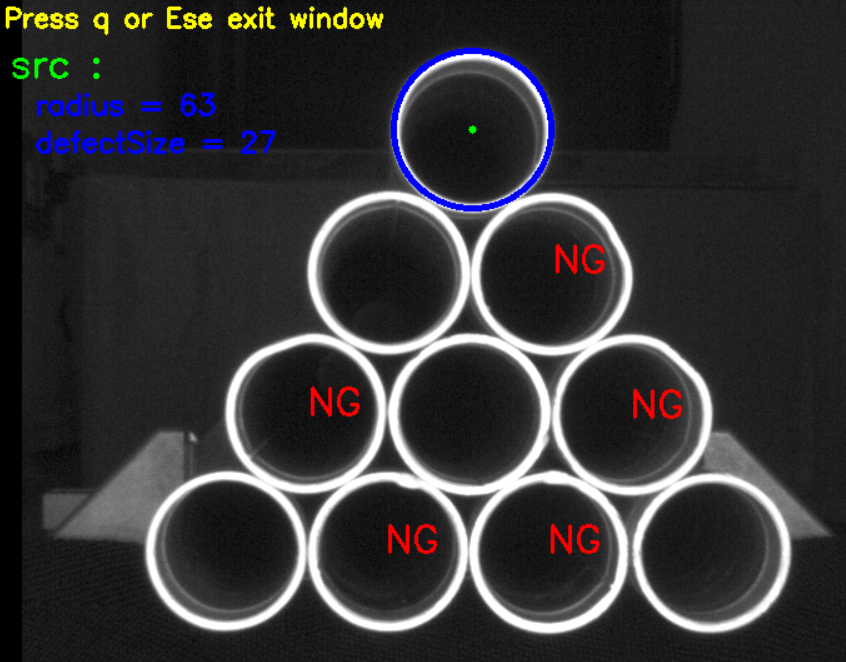 Press q or Ese exit window
src :
radius = 63
defectSize = 27
NG
NG
NG
NG
NG